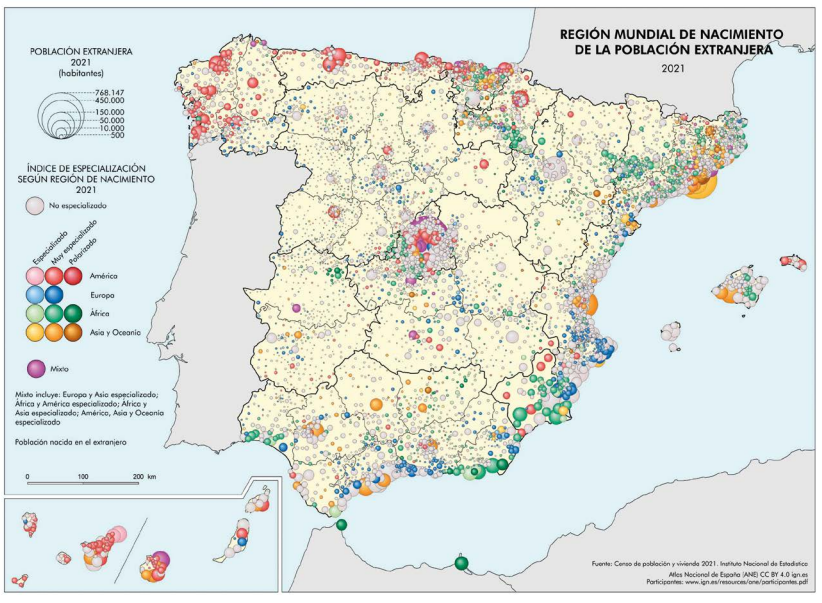 REGIÓN MUNDIAL DE NACIMIENTO
DE LA POBLACIÓN EXTRANJERA
2021
POBLACIÓN EXTRANJERA
2021
(habitantes)
768.147
450.000
150.000
50.000
10.000
500
ÍNDICE DE ESPECIALIZACIÓN
SEGÚN REGIÓN DE NACIMIENTO
2021
No especializado
Especializado
Muy especializado
Polarizado
América
Europa
África
Asia y Oceanía
Mixto
Mixto incluye: Europa y Asia especializado;
África y América especializado; África y
Asia especializado; América, Asia y Oceanía
especializado
Población nacida en el extranjero
0 100 200 km
Fuente: Censo de población y vivienda 2021. Instituto Nacional de Estadística
Atlas Nacional de España (ANE) CC BY 4.0 ign.es
Participantes: www.ign.es/resources/ane/participantes.pdf